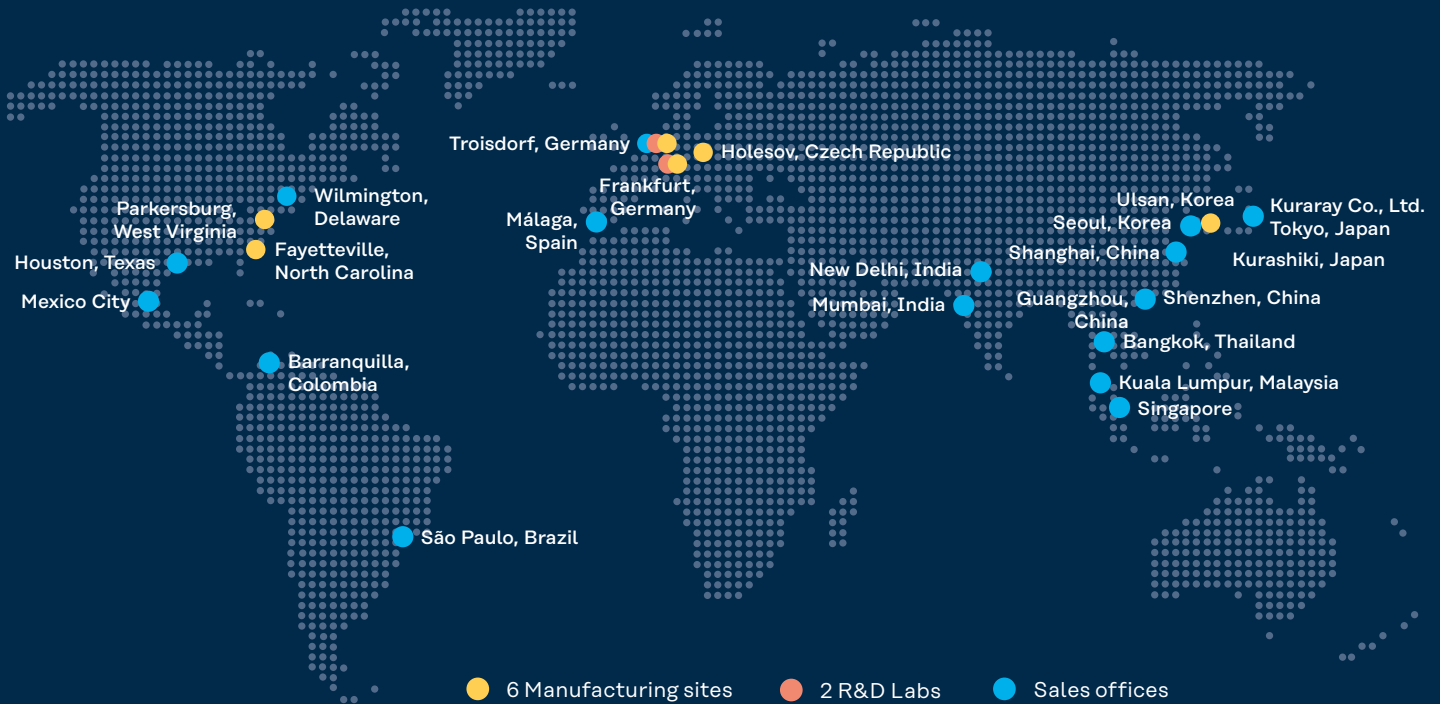 Troisdorf, Germany
Holesov, Czech Republic
Frankfurt,
Germany
Málaga,
Spain
Wilmington,
Delaware
Parkersburg,
West Virginia
Fayetteville,
North Carolina
Houston, Texas
Mexico City
Barranquilla,
Colombia
São Paulo, Brazil
Ulsan, Korea
Seoul, Korea
Kuraray Co., Ltd.
Tokyo, Japan
Kurashiki, Japan
Shanghai, China
New Delhi, India
Mumbai, India
Guangzhou,
China
Shenzhen, China
Bangkok, Thailand
Kuala Lumpur, Malaysia
Singapore
6 Manufacturing sites
2 R&D Labs
Sales offices